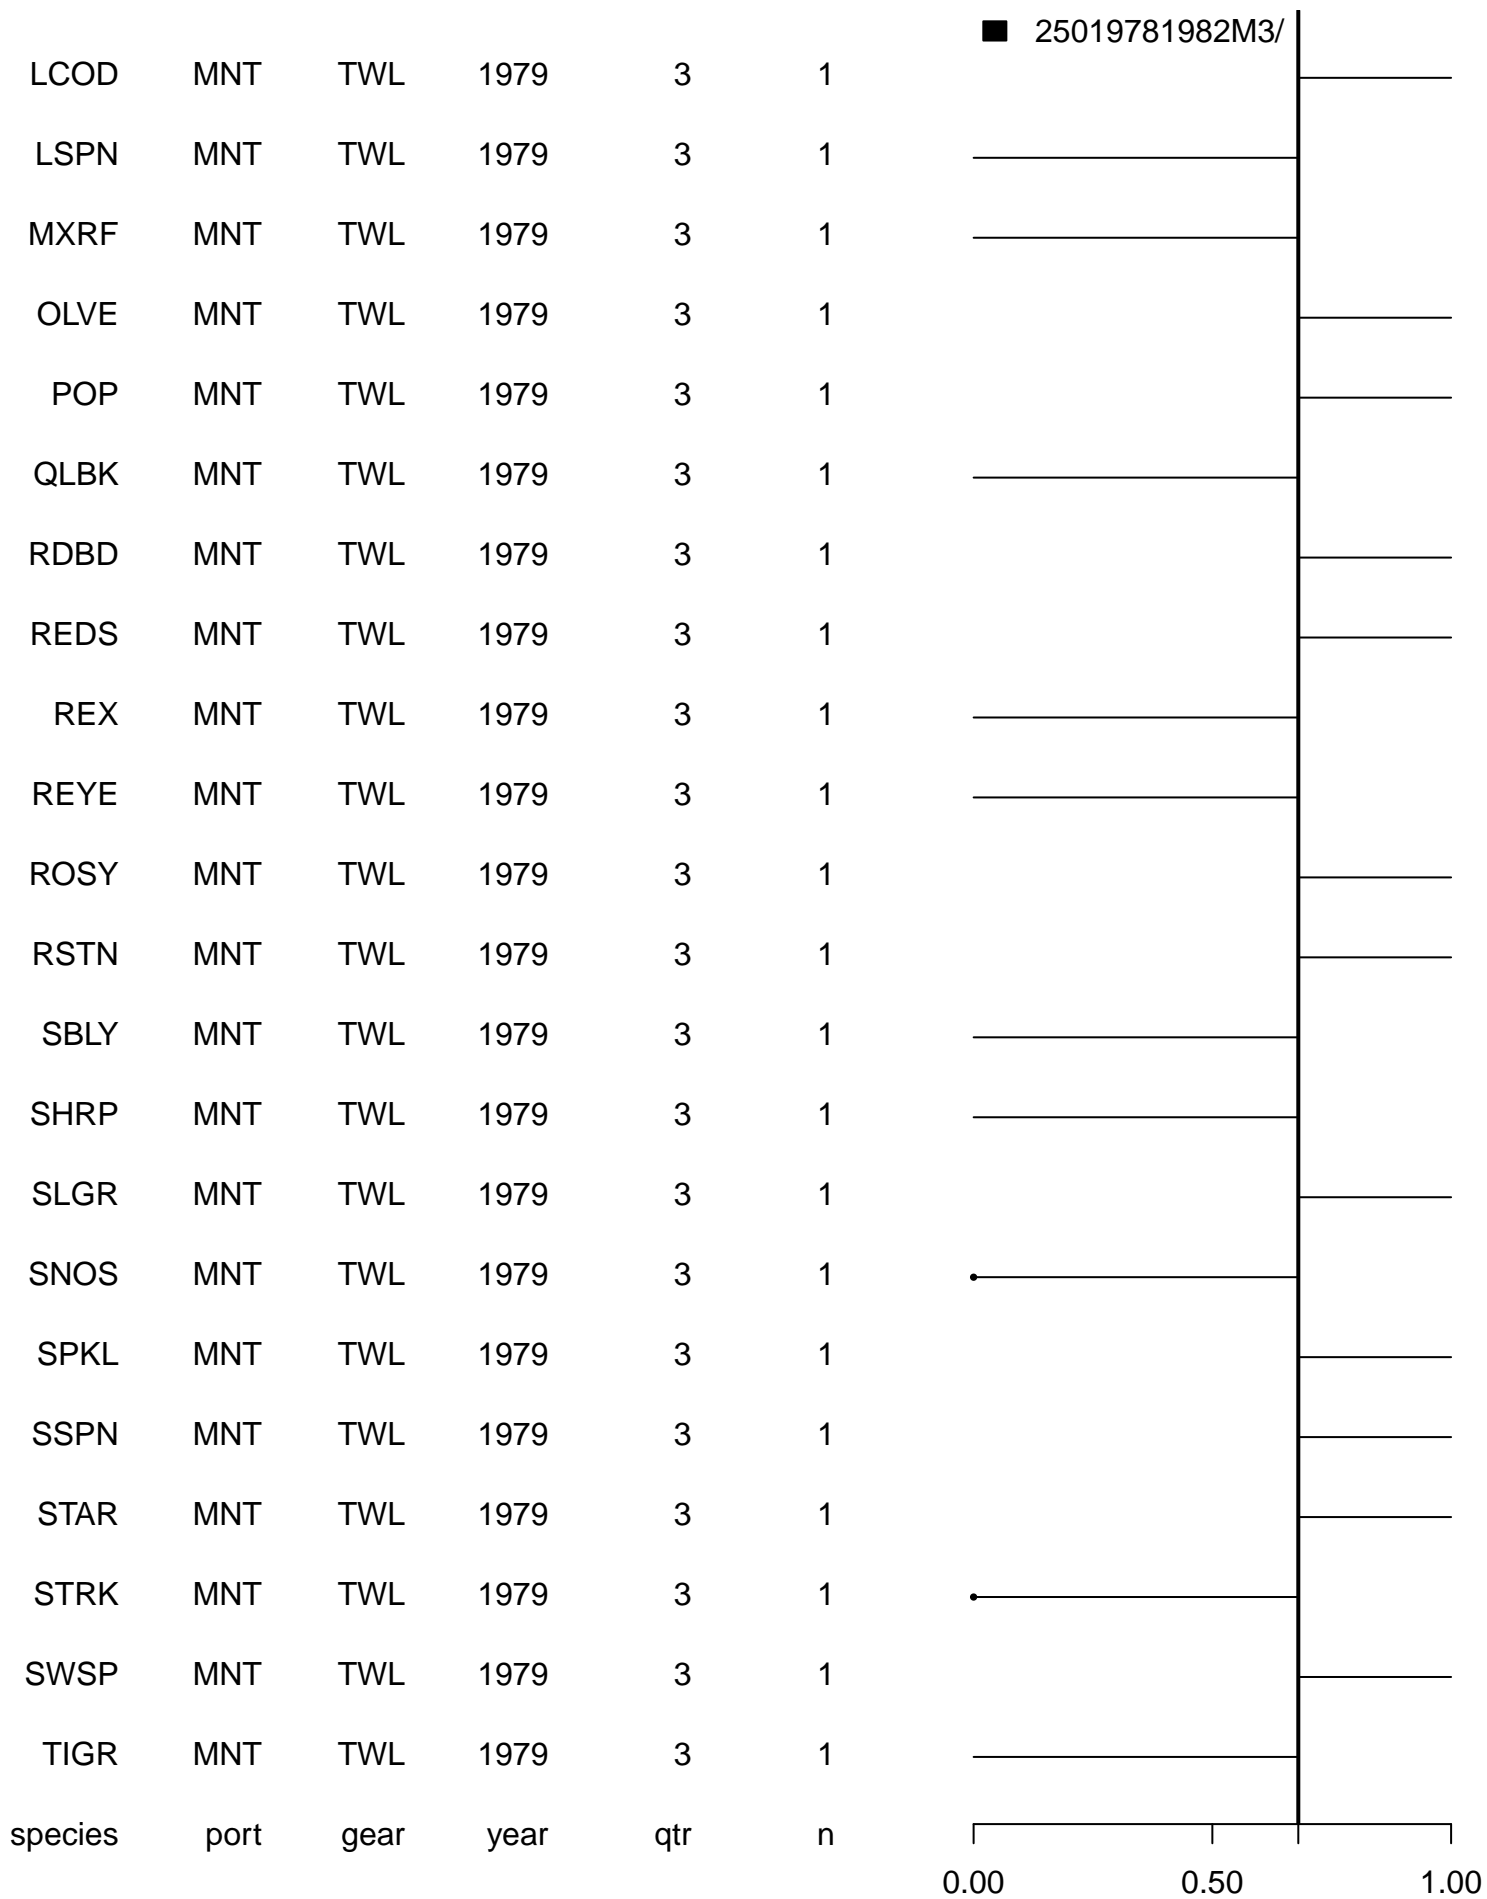 25019781982M3/
LCOD MNT TWL 1979 3 1
LSPN MNT TWL 1979 3 1
MXRF MNT TWL 1979 3 1
OLVE MNT TWL 1979 3 1
POP MNT TWL 1979 3 1
QLBK MNT TWL 1979 3 1
RDBD MNT TWL 1979 3 1
REDS MNT TWL 1979 3 1
REX MNT TWL 1979 3 1
REYE MNT TWL 1979 3 1
ROSY MNT TWL 1979 3 1
RSTN MNT TWL 1979 3 1
SBLY MNT TWL 1979 3 1
SHRP MNT TWL 1979 3 1
SLGR MNT TWL 1979 3 1
SNOS MNT TWL 1979 3 1
SPKL MNT TWL 1979 3 1
SSPN MNT TWL 1979 3 1
STAR MNT TWL 1979 3 1
STRK MNT TWL 1979 3 1
SWSP MNT TWL 1979 3 1
TIGR MNT TWL 1979 3 1
species port gear year qtr n
0.00 0.50 1.00